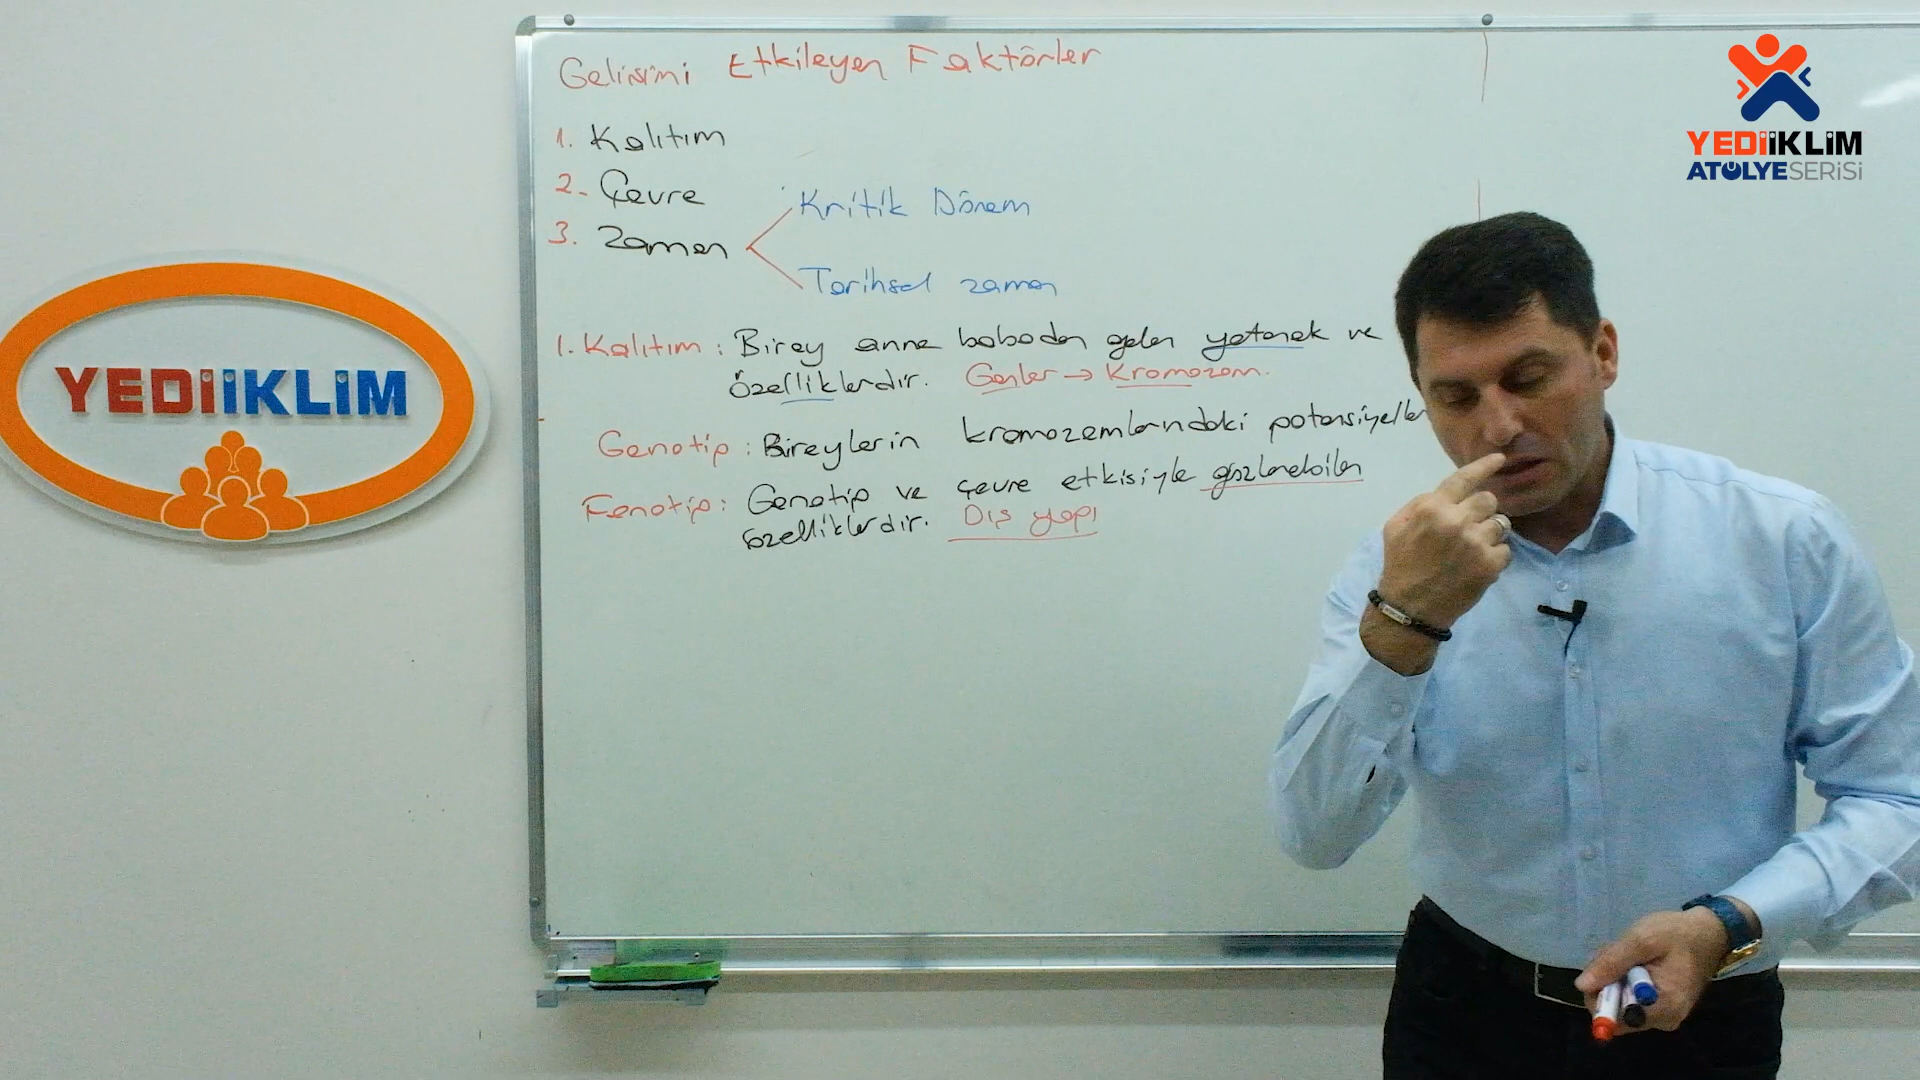 Gelişimi Etkileyen Faktörler
1. Kalıtım
2. Çevre
3. Zaman
Kritik Dönem
Tarihsel zaman
1. Kalıtım : Birey anne babadan gelen yetenek ve
özelliklerdir. Genler → Kromozom.
Genotip : Bireylerin kromozomlarındaki potansiyeller
Fenotip : Genotip ve çevre etkisiyle gözlenebilen
özelliklerdir. Dış yapı
YEDİİKLİM
YEDİİKLİM
ATÖLYESERİSİ